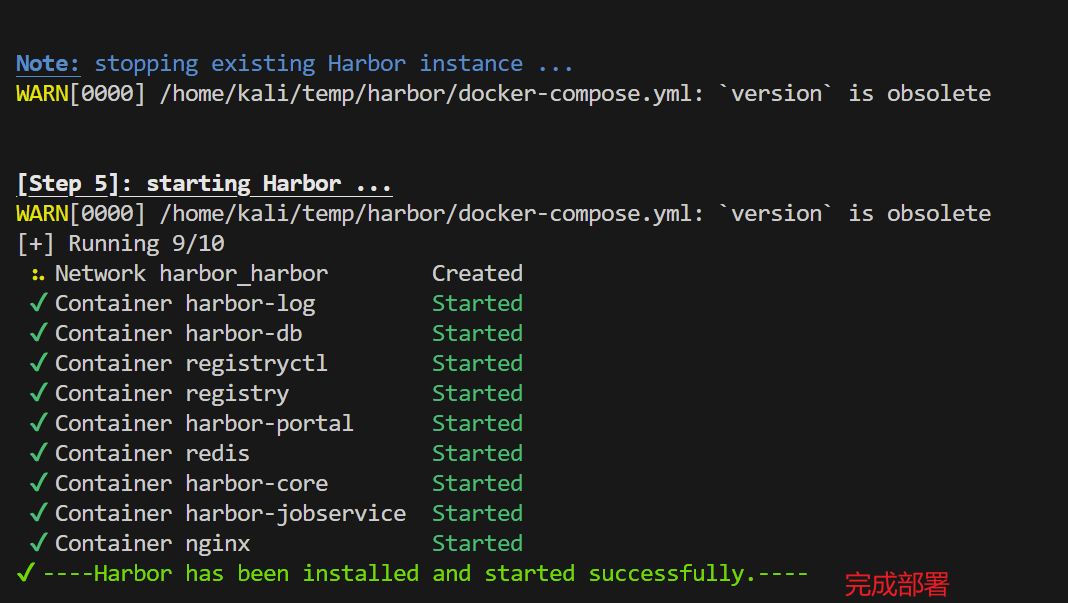 Note: stopping existing Harbor instance ...
WARN[0000] /home/kali/temp/harbor/docker-compose.yml: `version` is obsolete
[Step 5]: starting Harbor ...
WARN[0000] /home/kali/temp/harbor/docker-compose.yml: `version` is obsolete
[+] Running 9/10
⠦ Network harbor_harbor Created
✔ Container harbor-log Started
✔ Container harbor-db Started
✔ Container registryctl Started
✔ Container registry Started
✔ Container harbor-portal Started
✔ Container redis Started
✔ Container harbor-core Started
✔ Container harbor-jobservice Started
✔ Container nginx Started
✔ ----Harbor has been installed and started successfully.----
完成部署